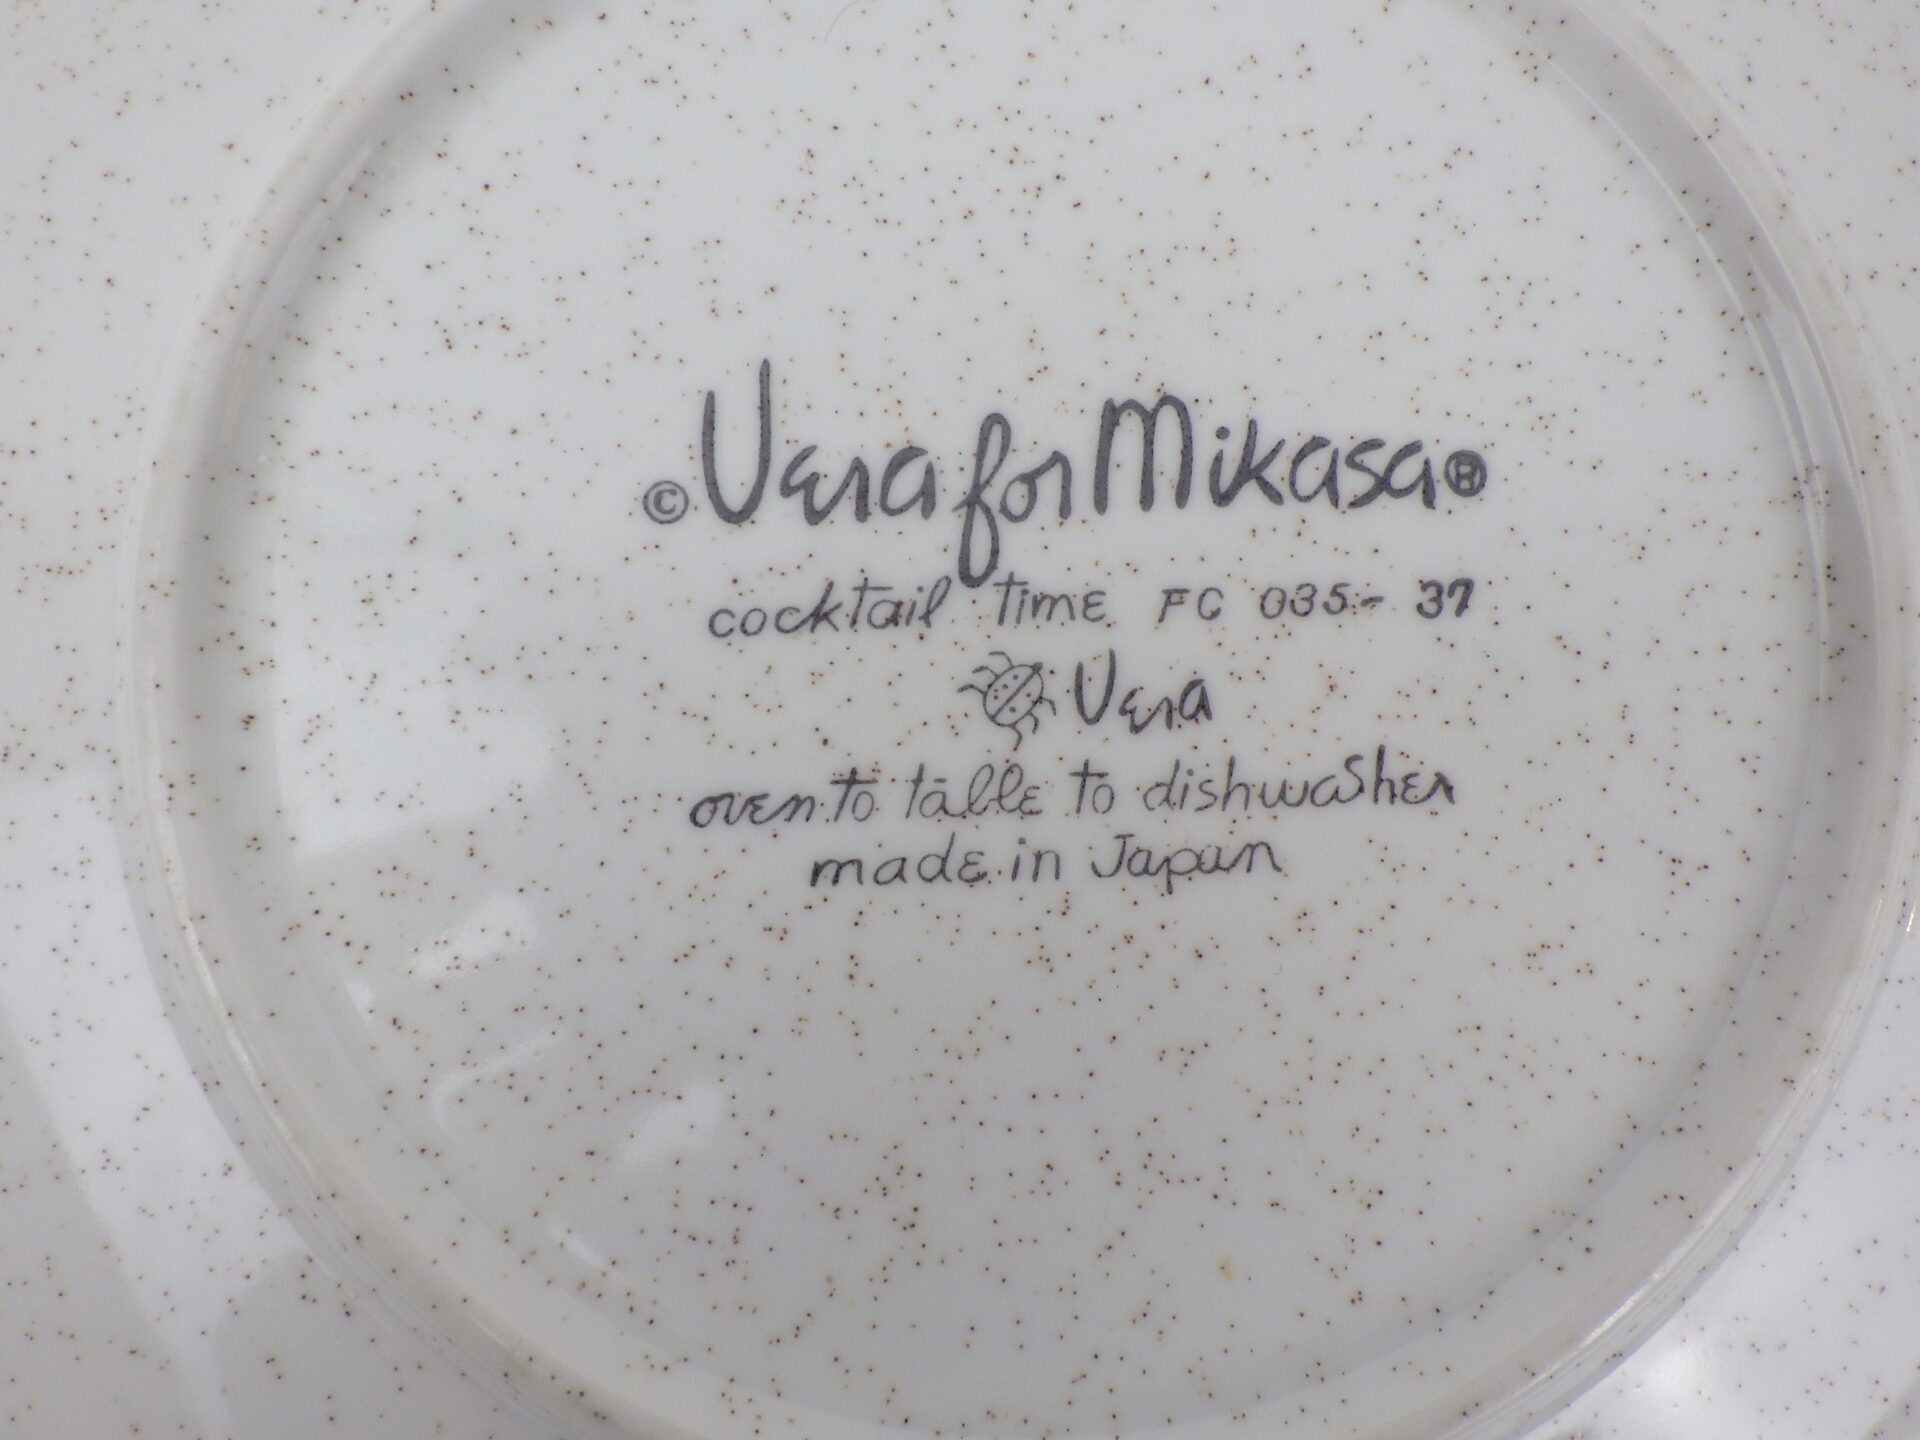 © Vera for Mikasa ®
cocktail time FC 035-37
Vera
oven to table to dishwasher
made in Japan